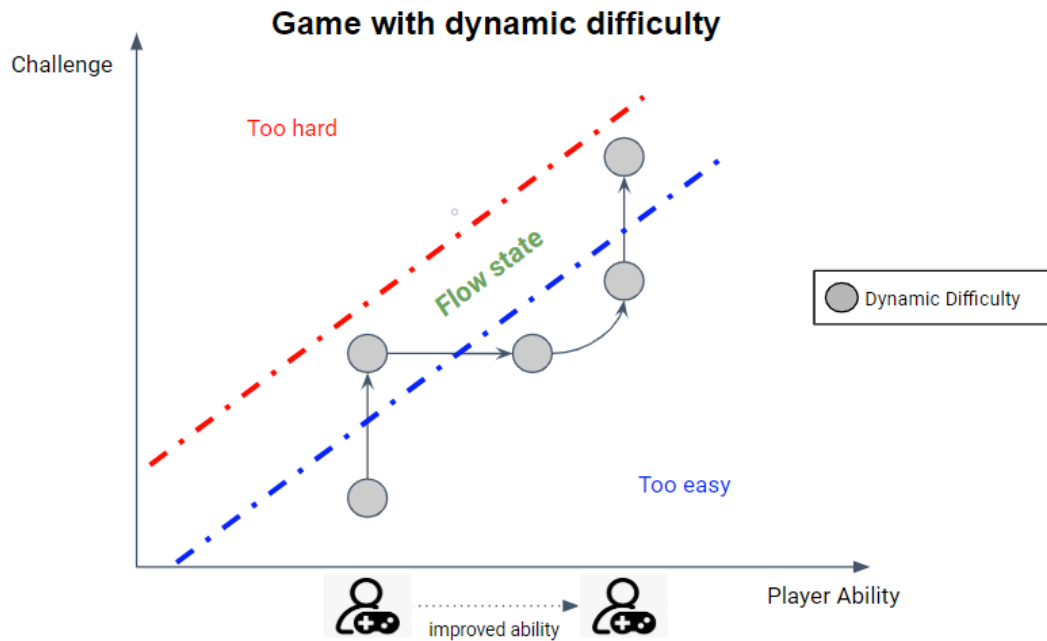 Game with dynamic difficulty
Challenge
Too hard
Flow state
Dynamic Difficulty
Too easy
Player Ability
improved ability